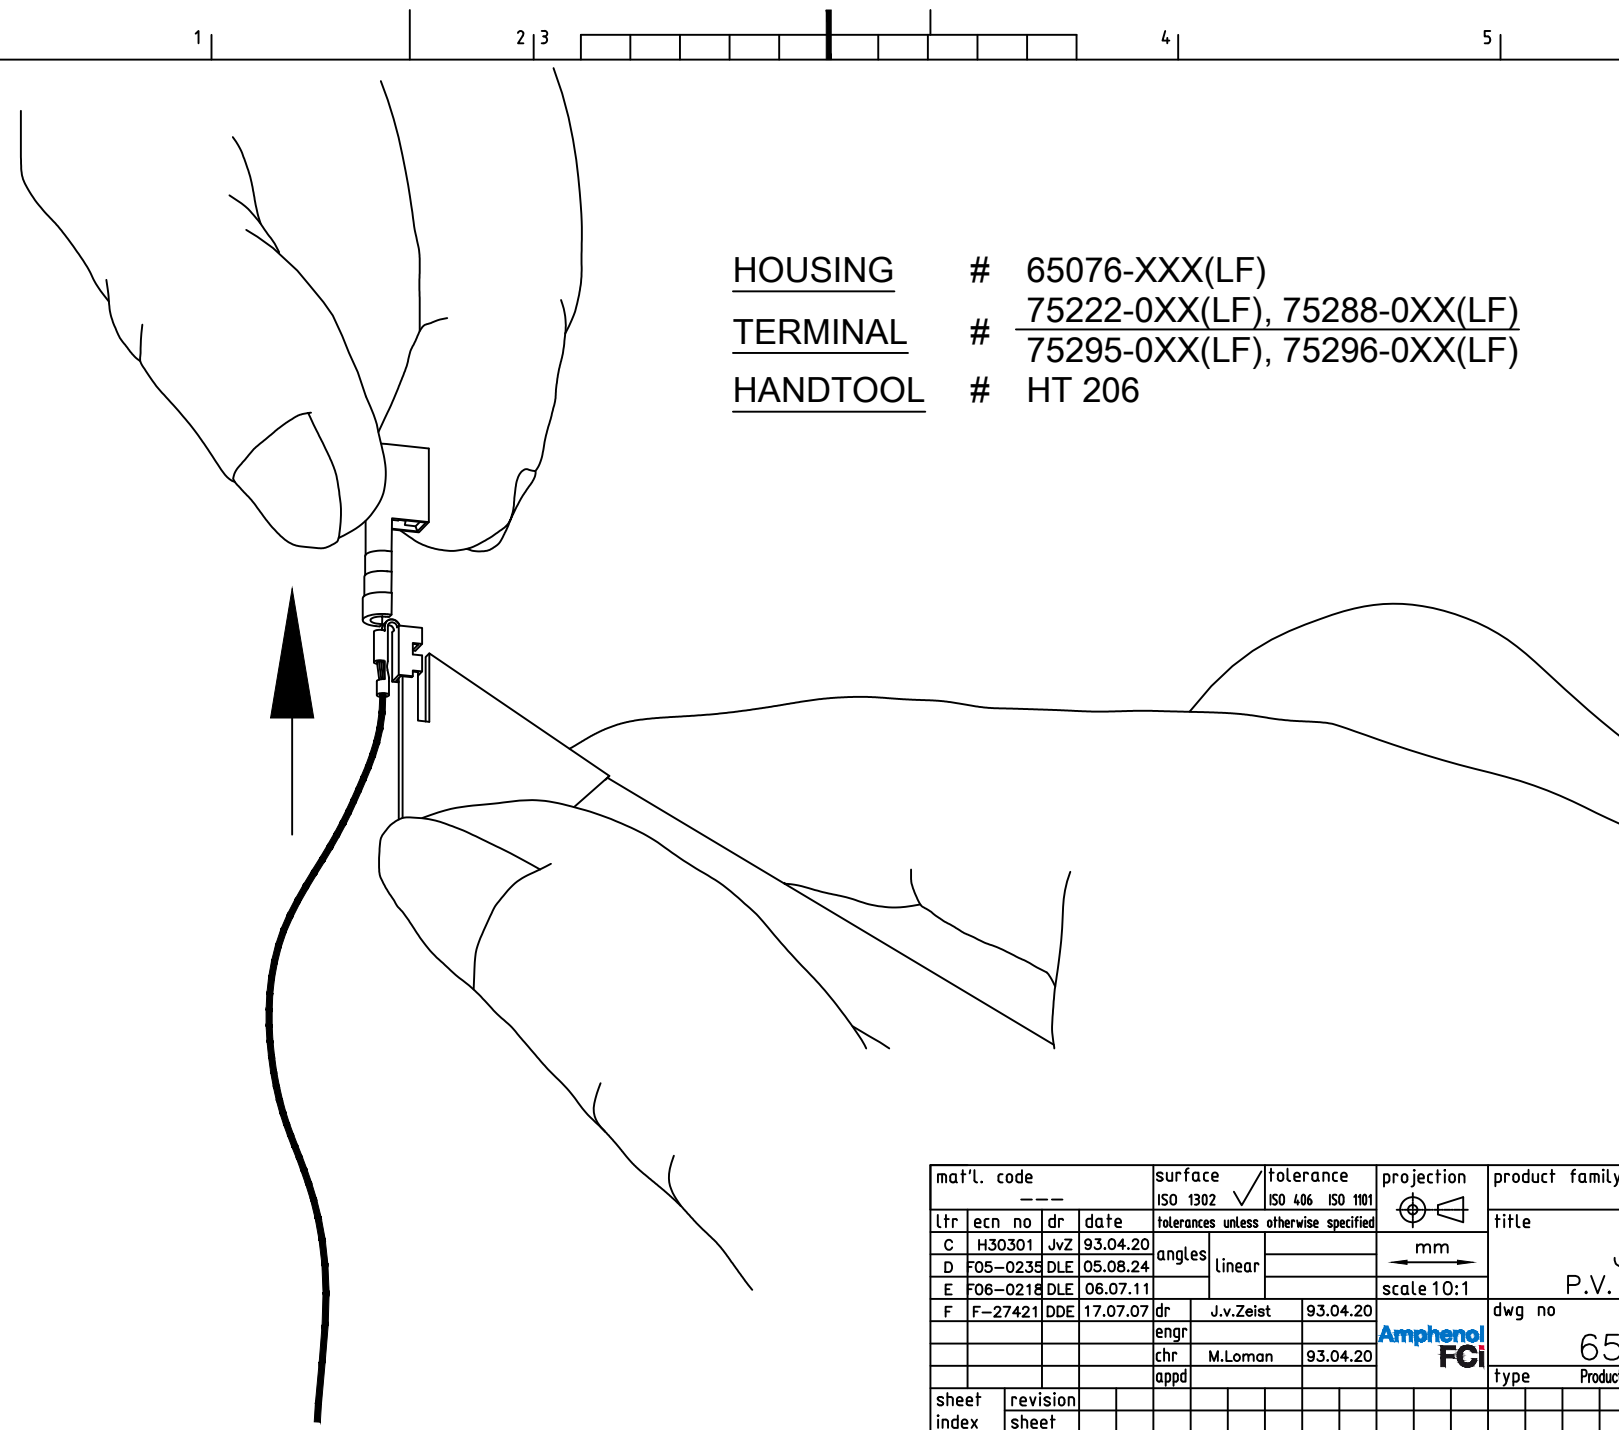 1 2 3 4 5
HOUSING # 65076-XXX(LF)
TERMINAL # 75222-0XX(LF), 75288-0XX(LF)
75295-0XX(LF), 75296-0XX(LF)
HANDTOOL # HT 206
mat'l. code surface tolerance projection product family
--- ISO 1302 ISO 406 ISO 1101
ltr ecn no dr date tolerances unless otherwise specified title
C H30301 JvZ 93.04.20 angles linear mm
D F05-0235 DLE 05.08.24
E F06-0218 DLE 06.07.11 scale 10:1 P.V.
F F-27421 DDE 17.07.07 dr J.v.Zeist 93.04.20 dwg no
engr Amphenol
chr M.Loman 93.04.20 FCi 65
appd type Product
sheet revision
index sheet